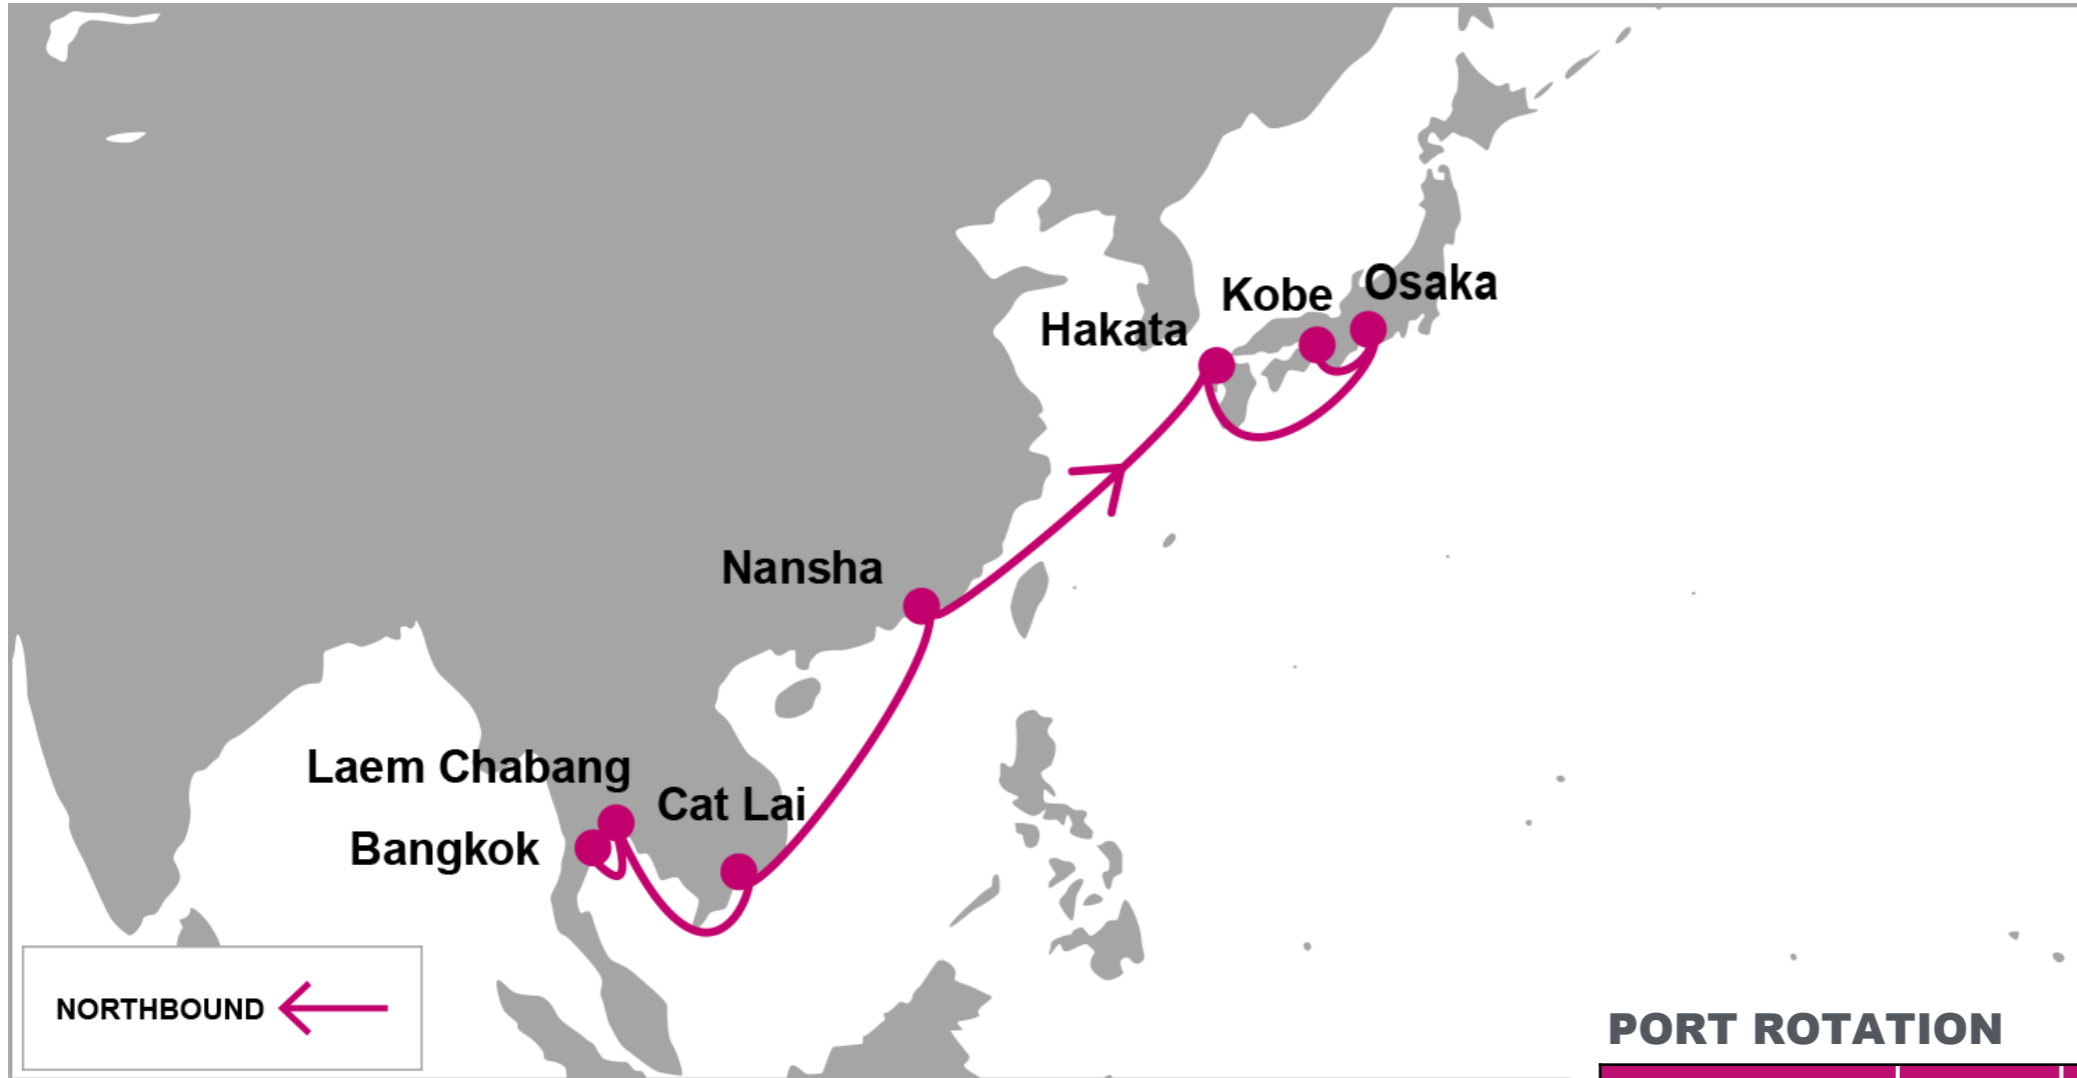 Kobe
Osaka
Hakata
Nansha
Laem Chabang
Cat Lai
Bangkok
NORTHBOUND
PORT ROTATION